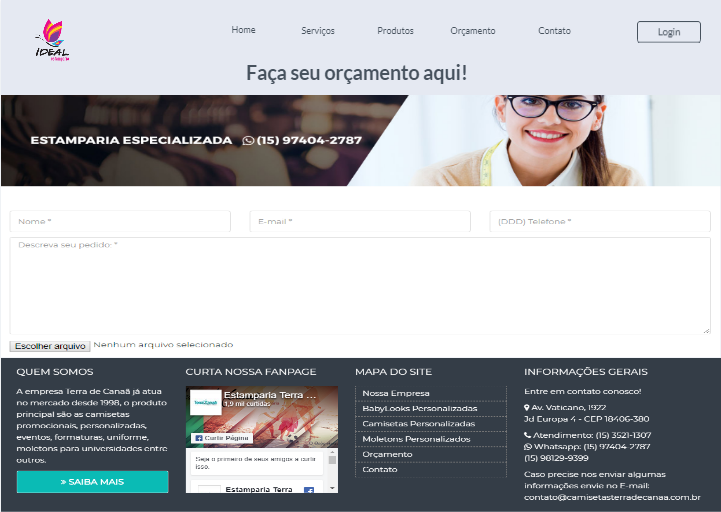 IDEAL
Home
Serviços
Produtos
Orçamento
Contato
Login
Faça seu orçamento aqui!
ESTAMPARIA ESPECIALIZADA (15) 97404-2787
Nome *
E-mail *
(DDD) Telefone *
Descreva seu pedido: *
Escolher arquivo Nenhum arquivo selecionado
QUEM SOMOS
A empresa Terra de Canaã já atua
no mercado desde 1998, o produto
principal são as camisetas
promocionais, personalizadas,
eventos, formaturas, uniforme,
moletons para universidades entre
outros.
» SAIBA MAIS
CURTA NOSSA FANPAGE
Estamparia Terra ...
1,9 mil curtidas
Curtir Página
Seja o primeiro de seus amigos a curtir
isso.
Estamparia Terra
MAPA DO SITE
Nossa Empresa
BabyLooks Personalizadas
Camisetas Personalizadas
Moletons Personalizados
Orçamento
Contato
INFORMAÇÕES GERAIS
Entre em contato conosco!
Av. Vaticano, 1922
Jd Europa 4 - CEP 18406-380
Atendimento: (15) 3521-1307
Whatsapp: (15) 97404-2787
(15) 98129-9399
Caso precise nos enviar algumas
informações envie no E-mail:
contato@camisetasterradecanaa.com.br